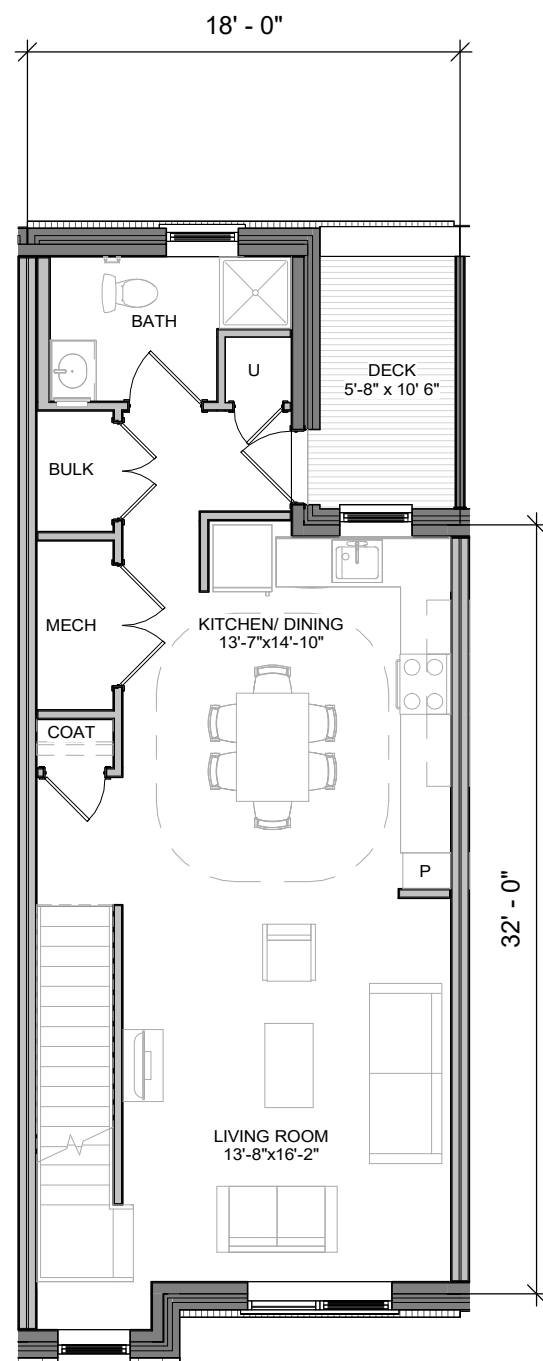 18' - 0"
BATH
U
DECK
5'-8" x 10' 6"
BULK
KITCHEN/ DINING
13'-7"x14'-10"
MECH
COAT
P
32' - 0"
LIVING ROOM
13'-8"x16'-2"